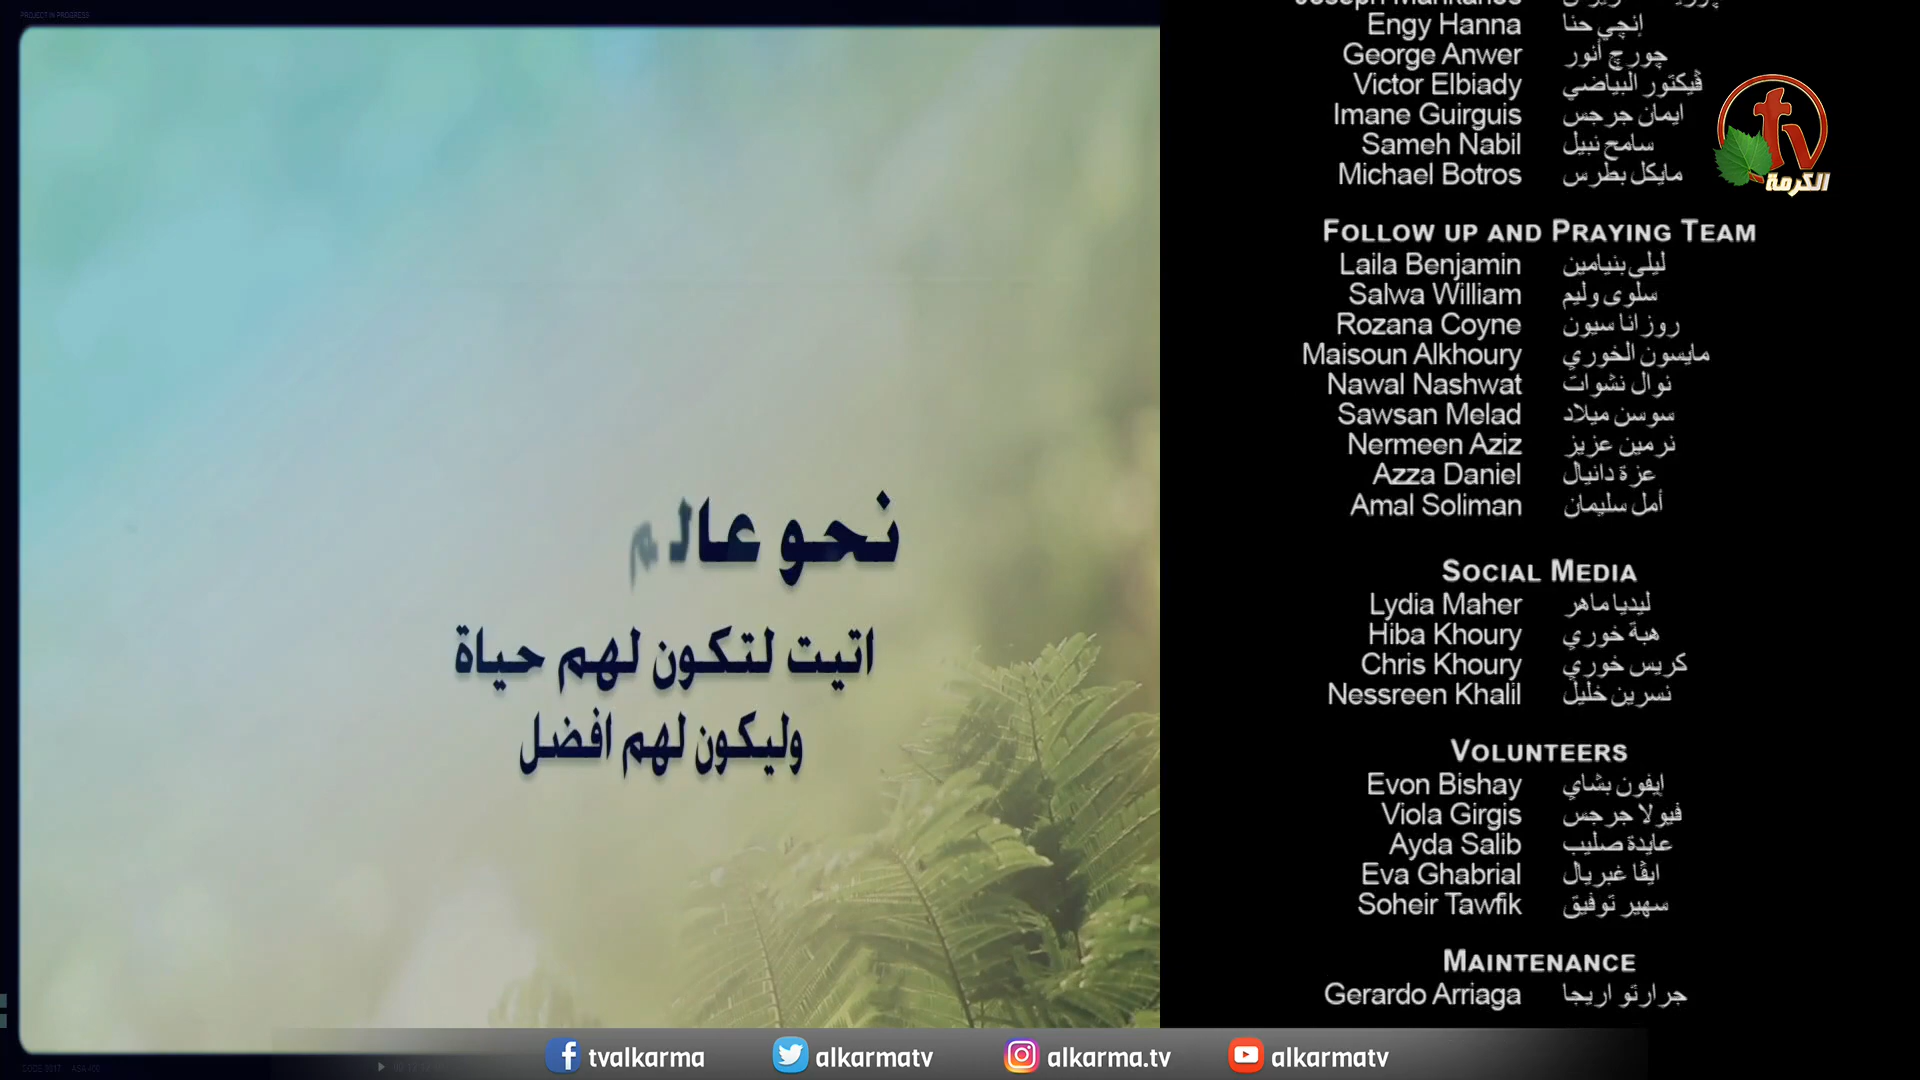 PROJECT IN PROGRESS
نحو عالم
اتيت لتكون لهم حياة
وليكون لهم افضل
Engy Hanna إنچي حنا
George Anwer چورچ أنور
Victor Elbiady ڤيكتور البياضي
Imane Guirguis ايمان جرجس
Sameh Nabil سامح نبيل
Michael Botros مايكل بطرس
FOLLOW UP AND PRAYING TEAM
Laila Benjamin ليلى بنيامين
Salwa William سلوى وليم
Rozana Coyne روزانا سيون
Maisoun Alkhoury مايسون الخوري
Nawal Nashwat نوال نشوات
Sawsan Melad سوسن ميلاد
Nermeen Aziz نرمين عزيز
Azza Daniel عزة دانيال
Amal Soliman أمل سليمان
SOCIAL MEDIA
Lydia Maher ليديا ماهر
Hiba Khoury هبة خوري
Chris Khoury كريس خوري
Nessreen Khalil نسرين خليل
VOLUNTEERS
Evon Bishay إيفون بشاي
Viola Girgis فيولا جرجس
Ayda Salib عايدة صليب
Eva Ghabrial ايڤا غبريال
Soheir Tawfik سهير توفيق
MAINTENANCE
Gerardo Arriaga جرارتو اريجا
tv
الكرمة
tvalkarma alkarmatv alkarma.tv alkarmatv